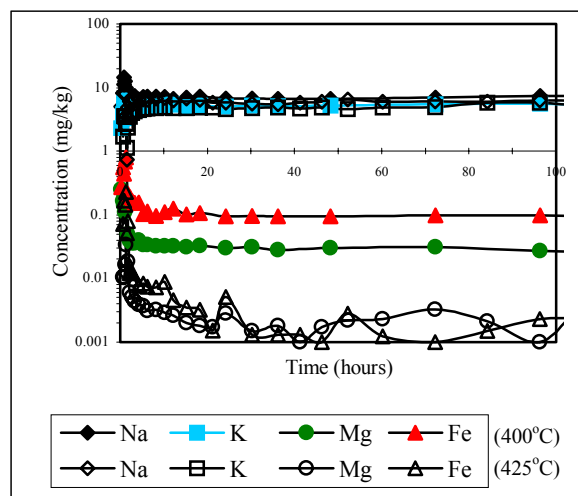 100
10
1
0.1
0.01
0.001
0 20 40 60 80 100
Concentration (mg/kg)
Time (hours)
Na K Mg Fe (400°C)
Na K Mg Fe (425°C)